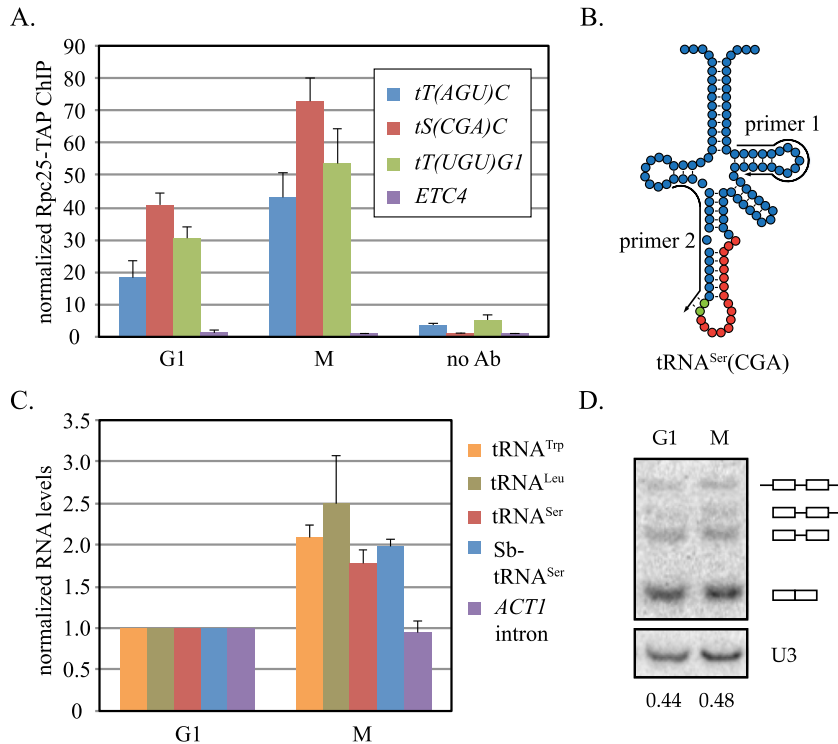 A.
normalized Rpc25-TAP ChIP
90
80
70
60
50
40
30
20
10
0
G1
M
no Ab
tT(AGU)C
tS(CGA)C
tT(UGU)G1
ETC4
B.
primer 1
primer 2
tRNASer(CGA)
C.
normalized RNA levels
3.5
3.0
2.5
2.0
1.5
1.0
0.5
0
G1
M
tRNATrp
tRNALeu
tRNASer
Sb-
tRNASer
ACT1
intron
D.
G1 M
U3
0.44 0.48